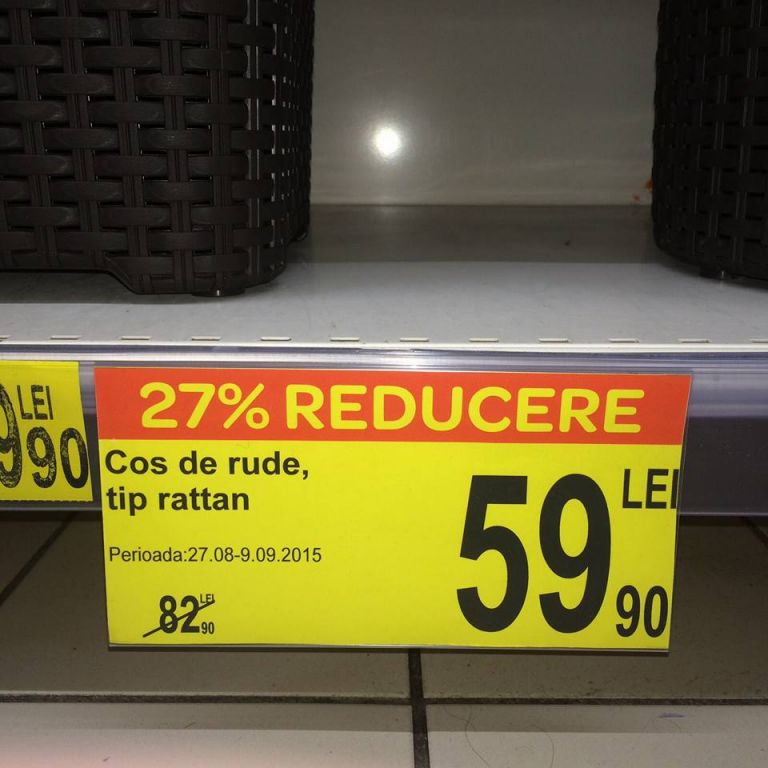 27% REDUCERE
Cos de rude,
tip rattan
Perioada:27.08-9.09.2015
82 LEI 90
59 LEI 90
LEI
9 90